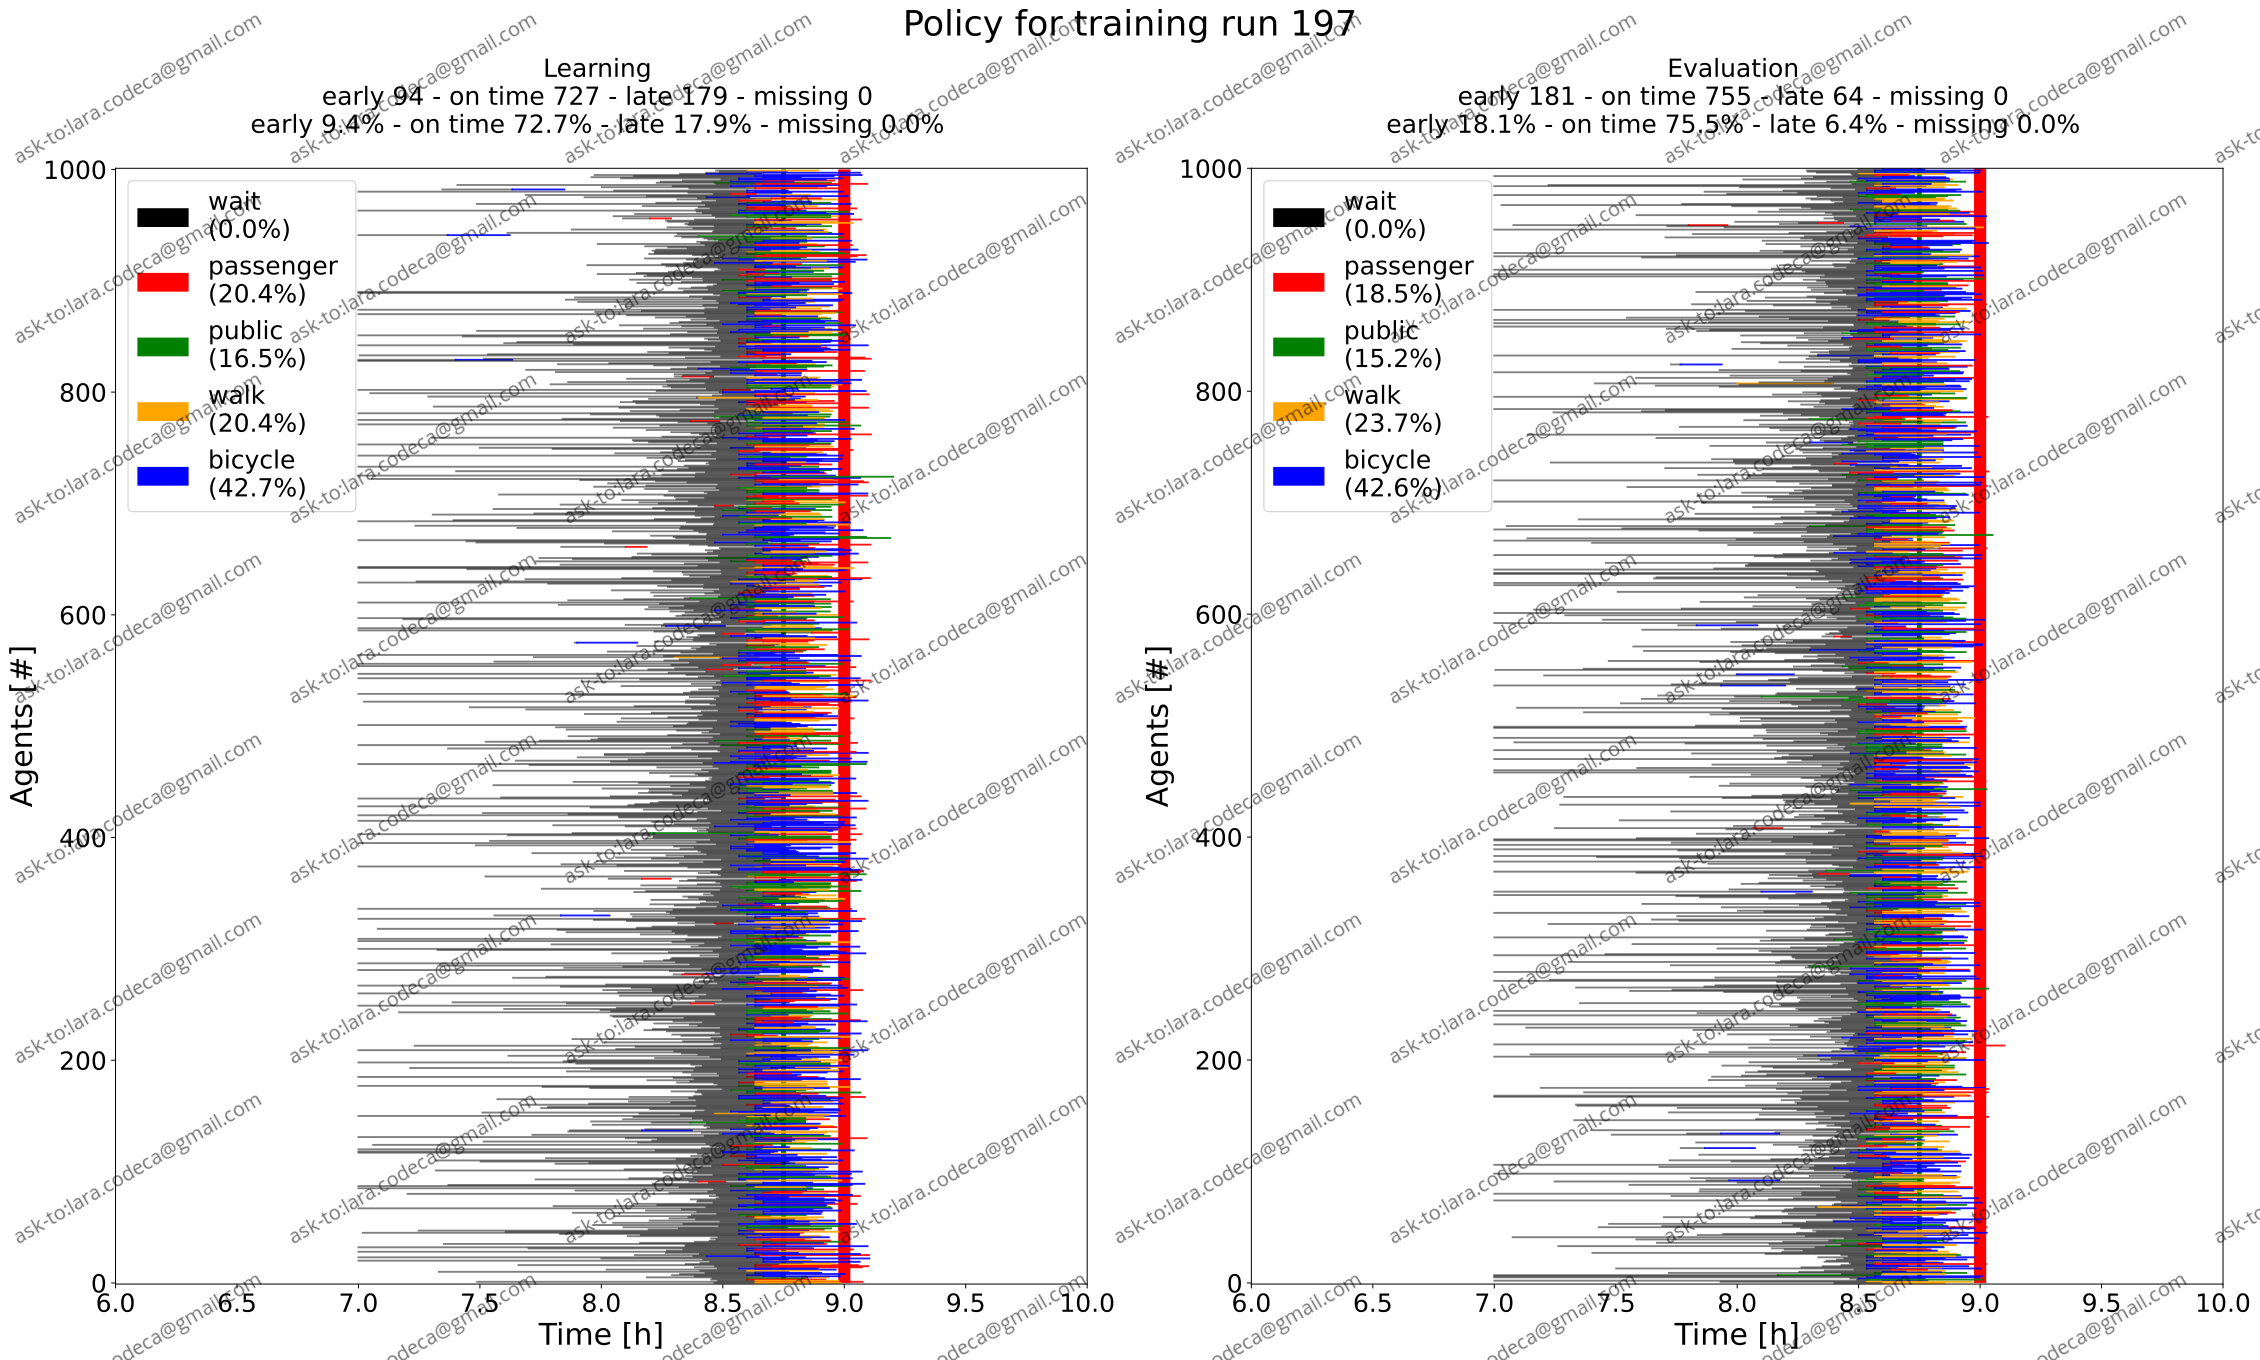 Policy for training run 197
Learning
early 94 - on time 727 - late 179 - missing 0
early 9.4% - on time 72.7% - late 17.9% - missing 0.0%
1000
800
600
400
200
0
Agents [#]
wait
(0.0%)
passenger
(20.4%)
public
(16.5%)
walk
(20.4%)
bicycle
(42.7%)
6.0 6.5 7.0 7.5 8.0 8.5 9.0 9.5 10.0
Time [h]
Evaluation
early 181 - on time 755 - late 64 - missing 0
early 18.1% - on time 75.5% - late 6.4% - missing 0.0%
1000
800
600
400
200
0
Agents [#]
wait
(0.0%)
passenger
(18.5%)
public
(15.2%)
walk
(23.7%)
bicycle
(42.6%)
6.0 6.5 7.0 7.5 8.0 8.5 9.0 9.5 10.0
Time [h]
ask-to:lara.codeca@gmail.com